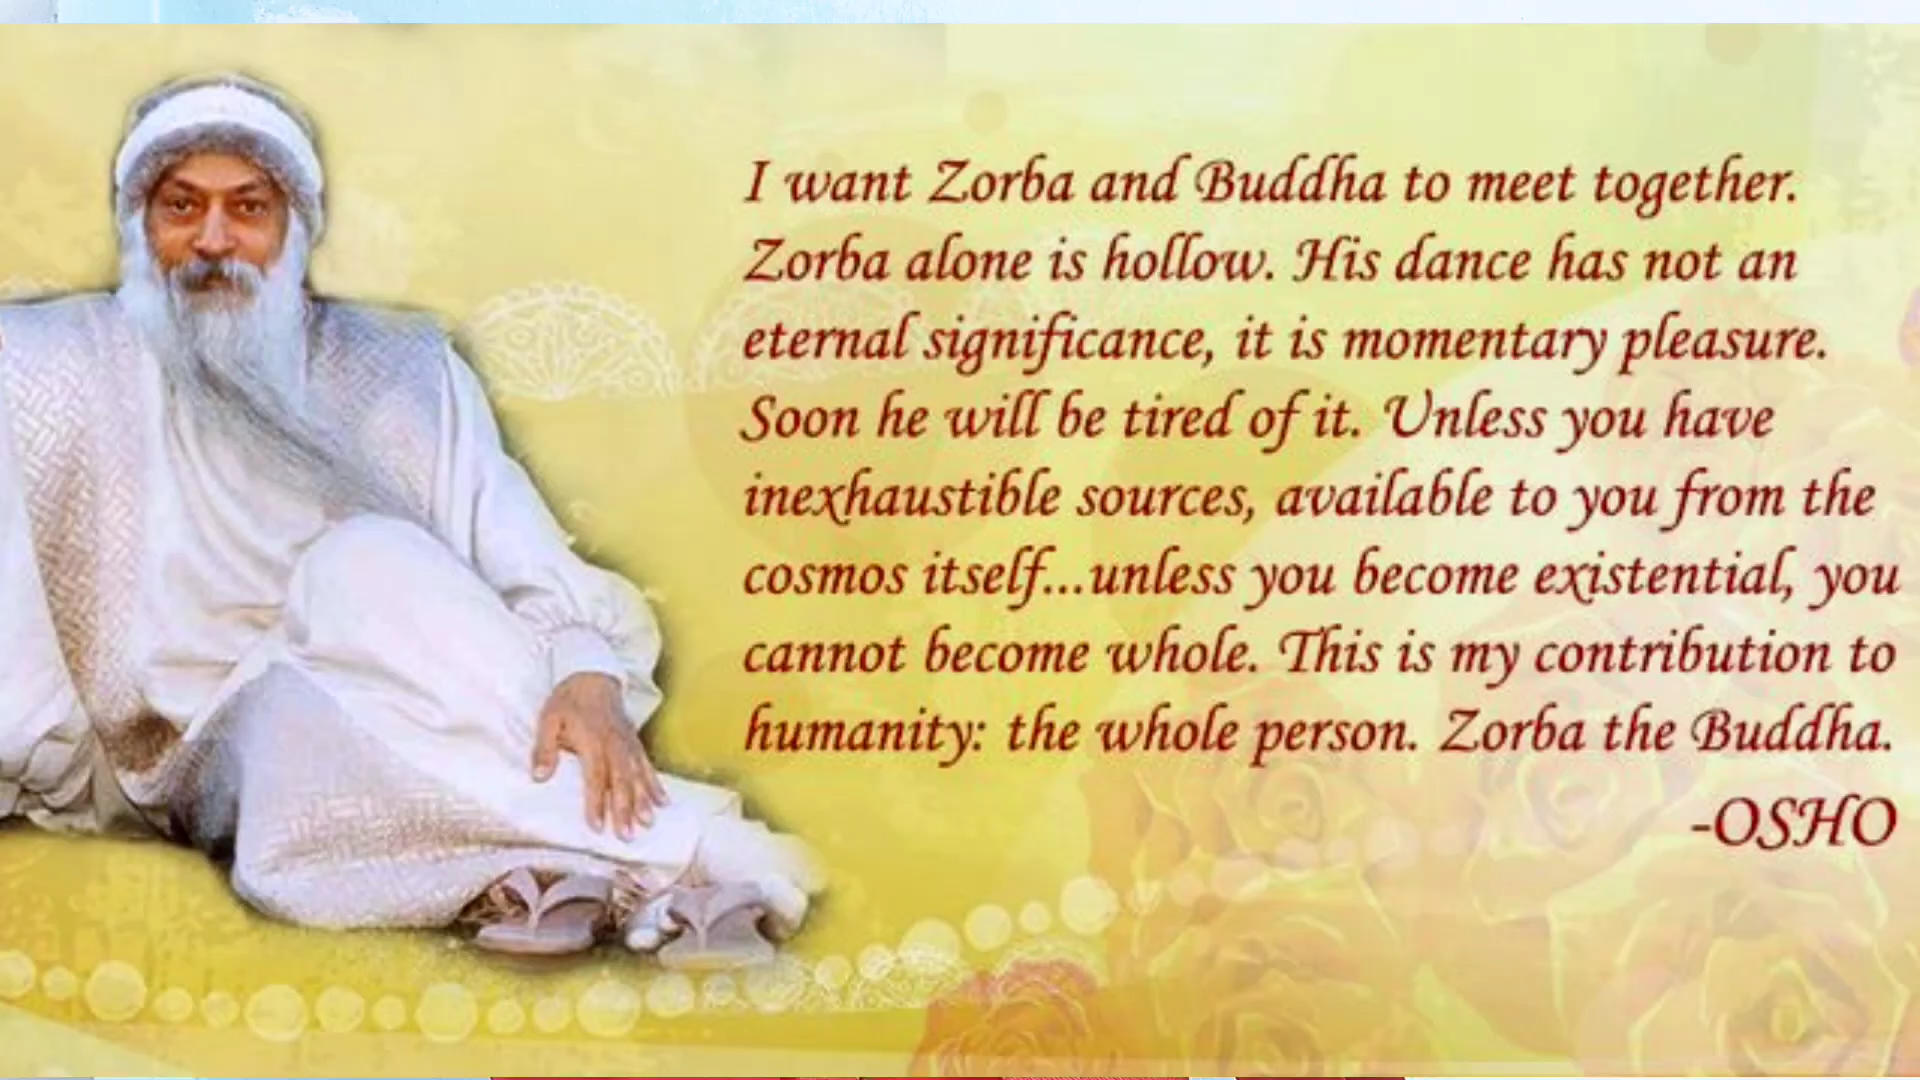 I want Zorba and Buddha to meet together.
Zorba alone is hollow. His dance has not an
eternal significance, it is momentary pleasure.
Soon he will be tired of it. Unless you have
inexhaustible sources, available to you from the
cosmos itself...unless you become existential, you
cannot become whole. This is my contribution to
humanity: the whole person. Zorba the Buddha.
-OSHO